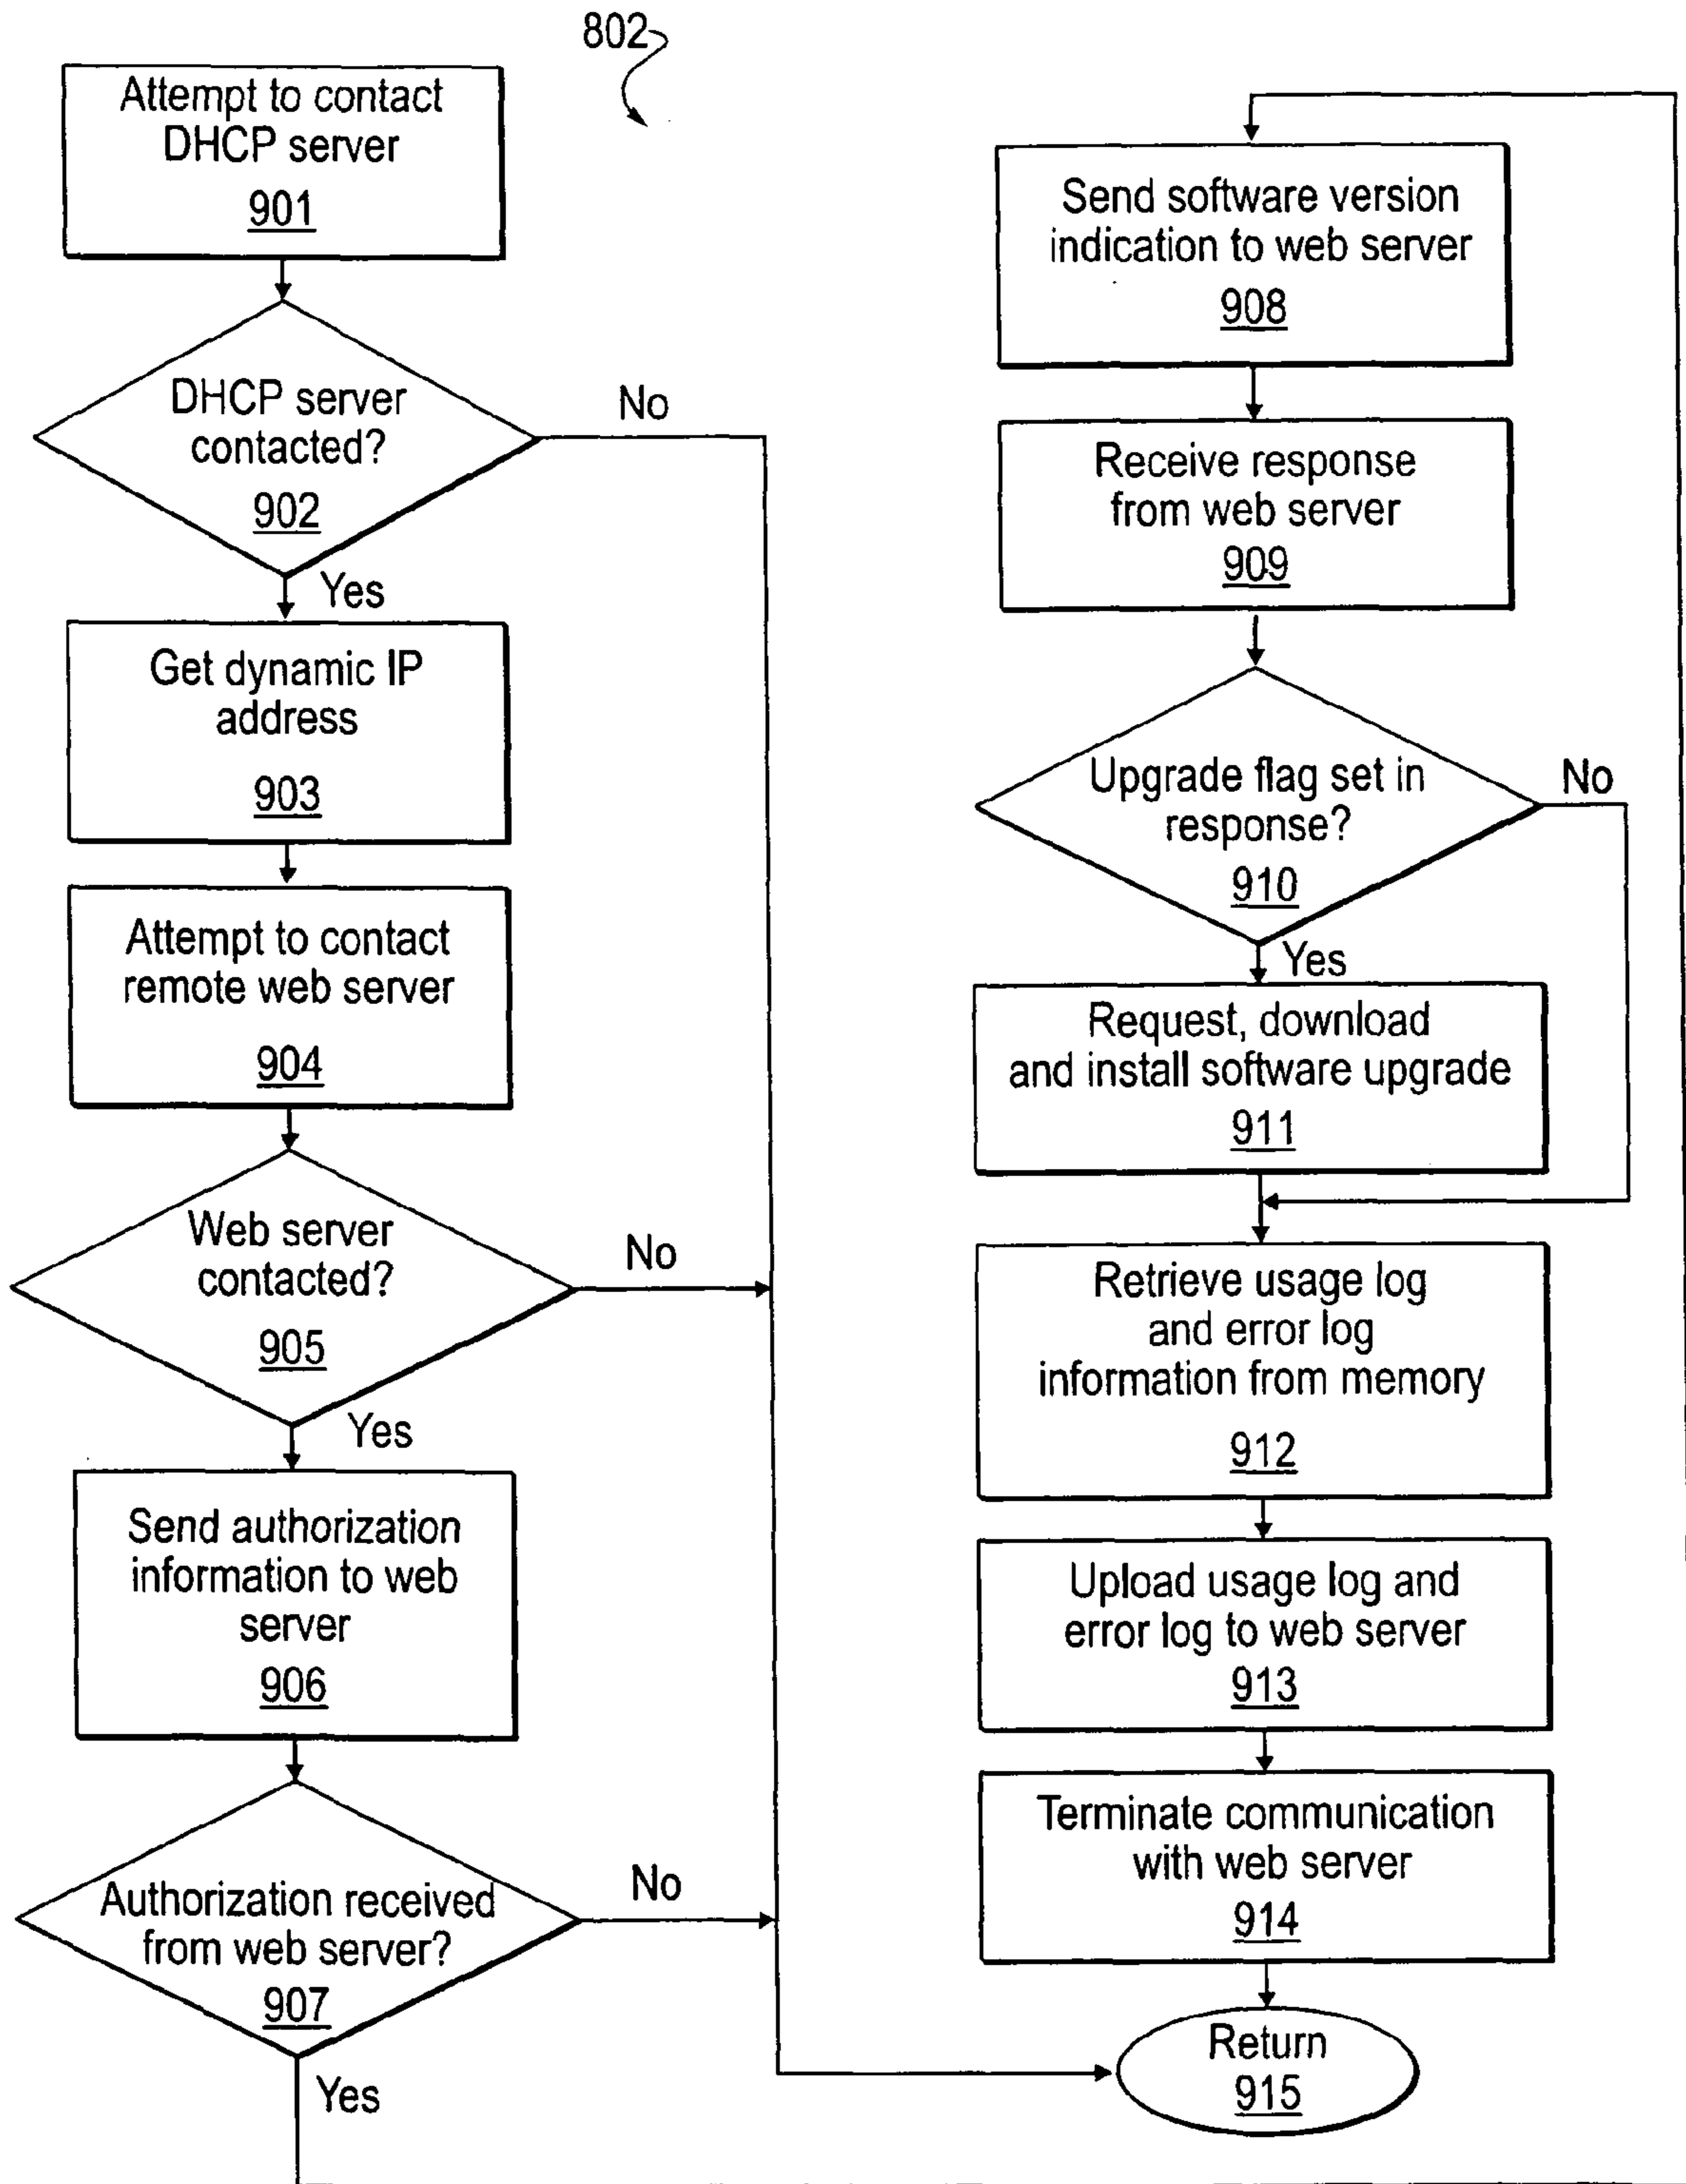 802
Attempt to contact
DHCP server
901
DHCP server
contacted?
902
No
Yes
Get dynamic IP
address
903
Attempt to contact
remote web server
904
Web server
contacted?
905
No
Yes
Send authorization
information to web
server
906
Authorization received
from web server?
907
No
Yes
Send software version
indication to web server
908
Receive response
from web server
909
Upgrade flag set in
response?
910
No
Yes
Request, download
and install software upgrade
911
Retrieve usage log
and error log
information from memory
912
Upload usage log and
error log to web server
913
Terminate communication
with web server
914
Return
915